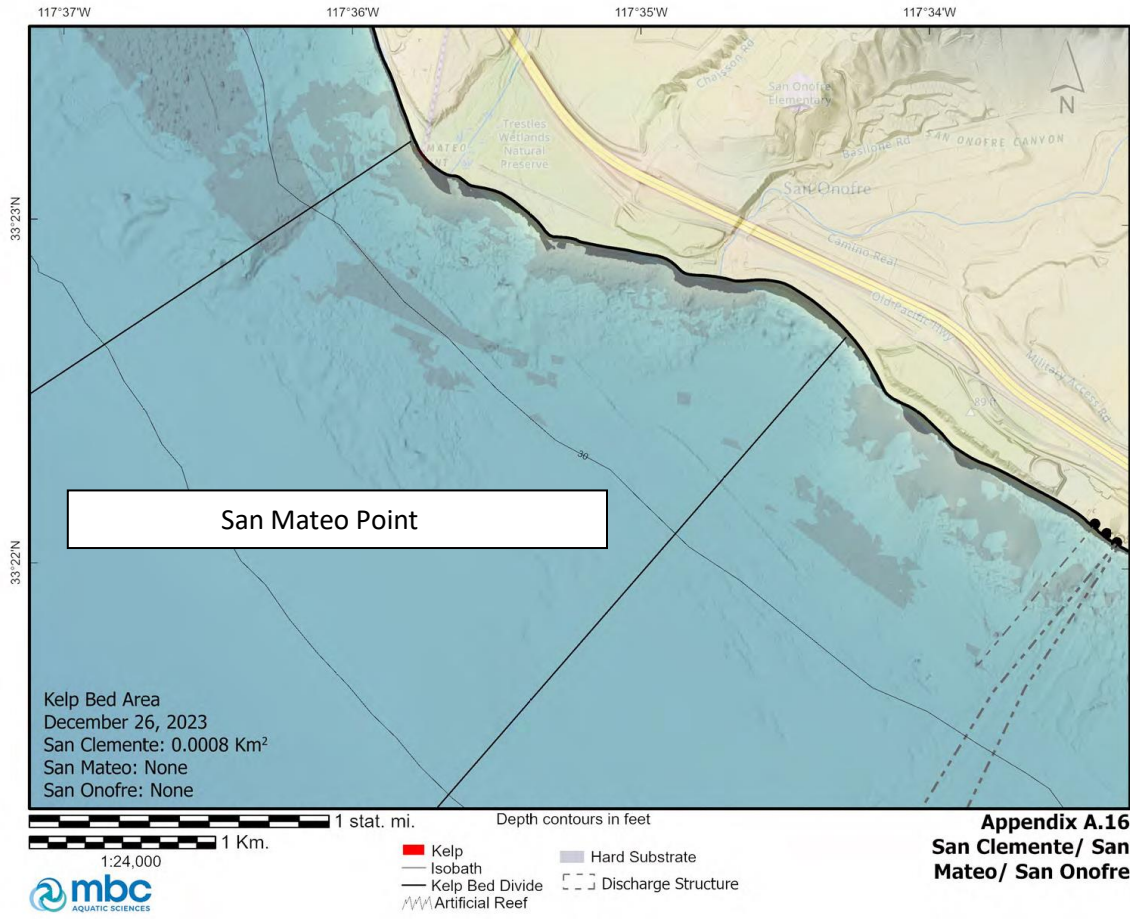 117°37'W
117°36'W
117°35'W
117°34'W
33°23'N
33°22'N
Chaisson Rd
San Onofre
Elementary
N
Trestles
Wetlands
Natural
Preserve
MATEO
Basilone Rd
SAN ONOFRE CANYON
San Onofre
Camino Real
Old Pacific Hwy
Military Access Rd
30
San Mateo Point
Kelp Bed Area
December 26, 2023
San Clemente: 0.0008 Km²
San Mateo: None
San Onofre: None
1 stat. mi.
1 Km.
1:24,000
mbc
AQUATIC SCIENCES
Depth contours in feet
Kelp
Isobath
Kelp Bed Divide
Artificial Reef
Hard Substrate
Discharge Structure
Appendix A.16
San Clemente/ San
Mateo/ San Onofre